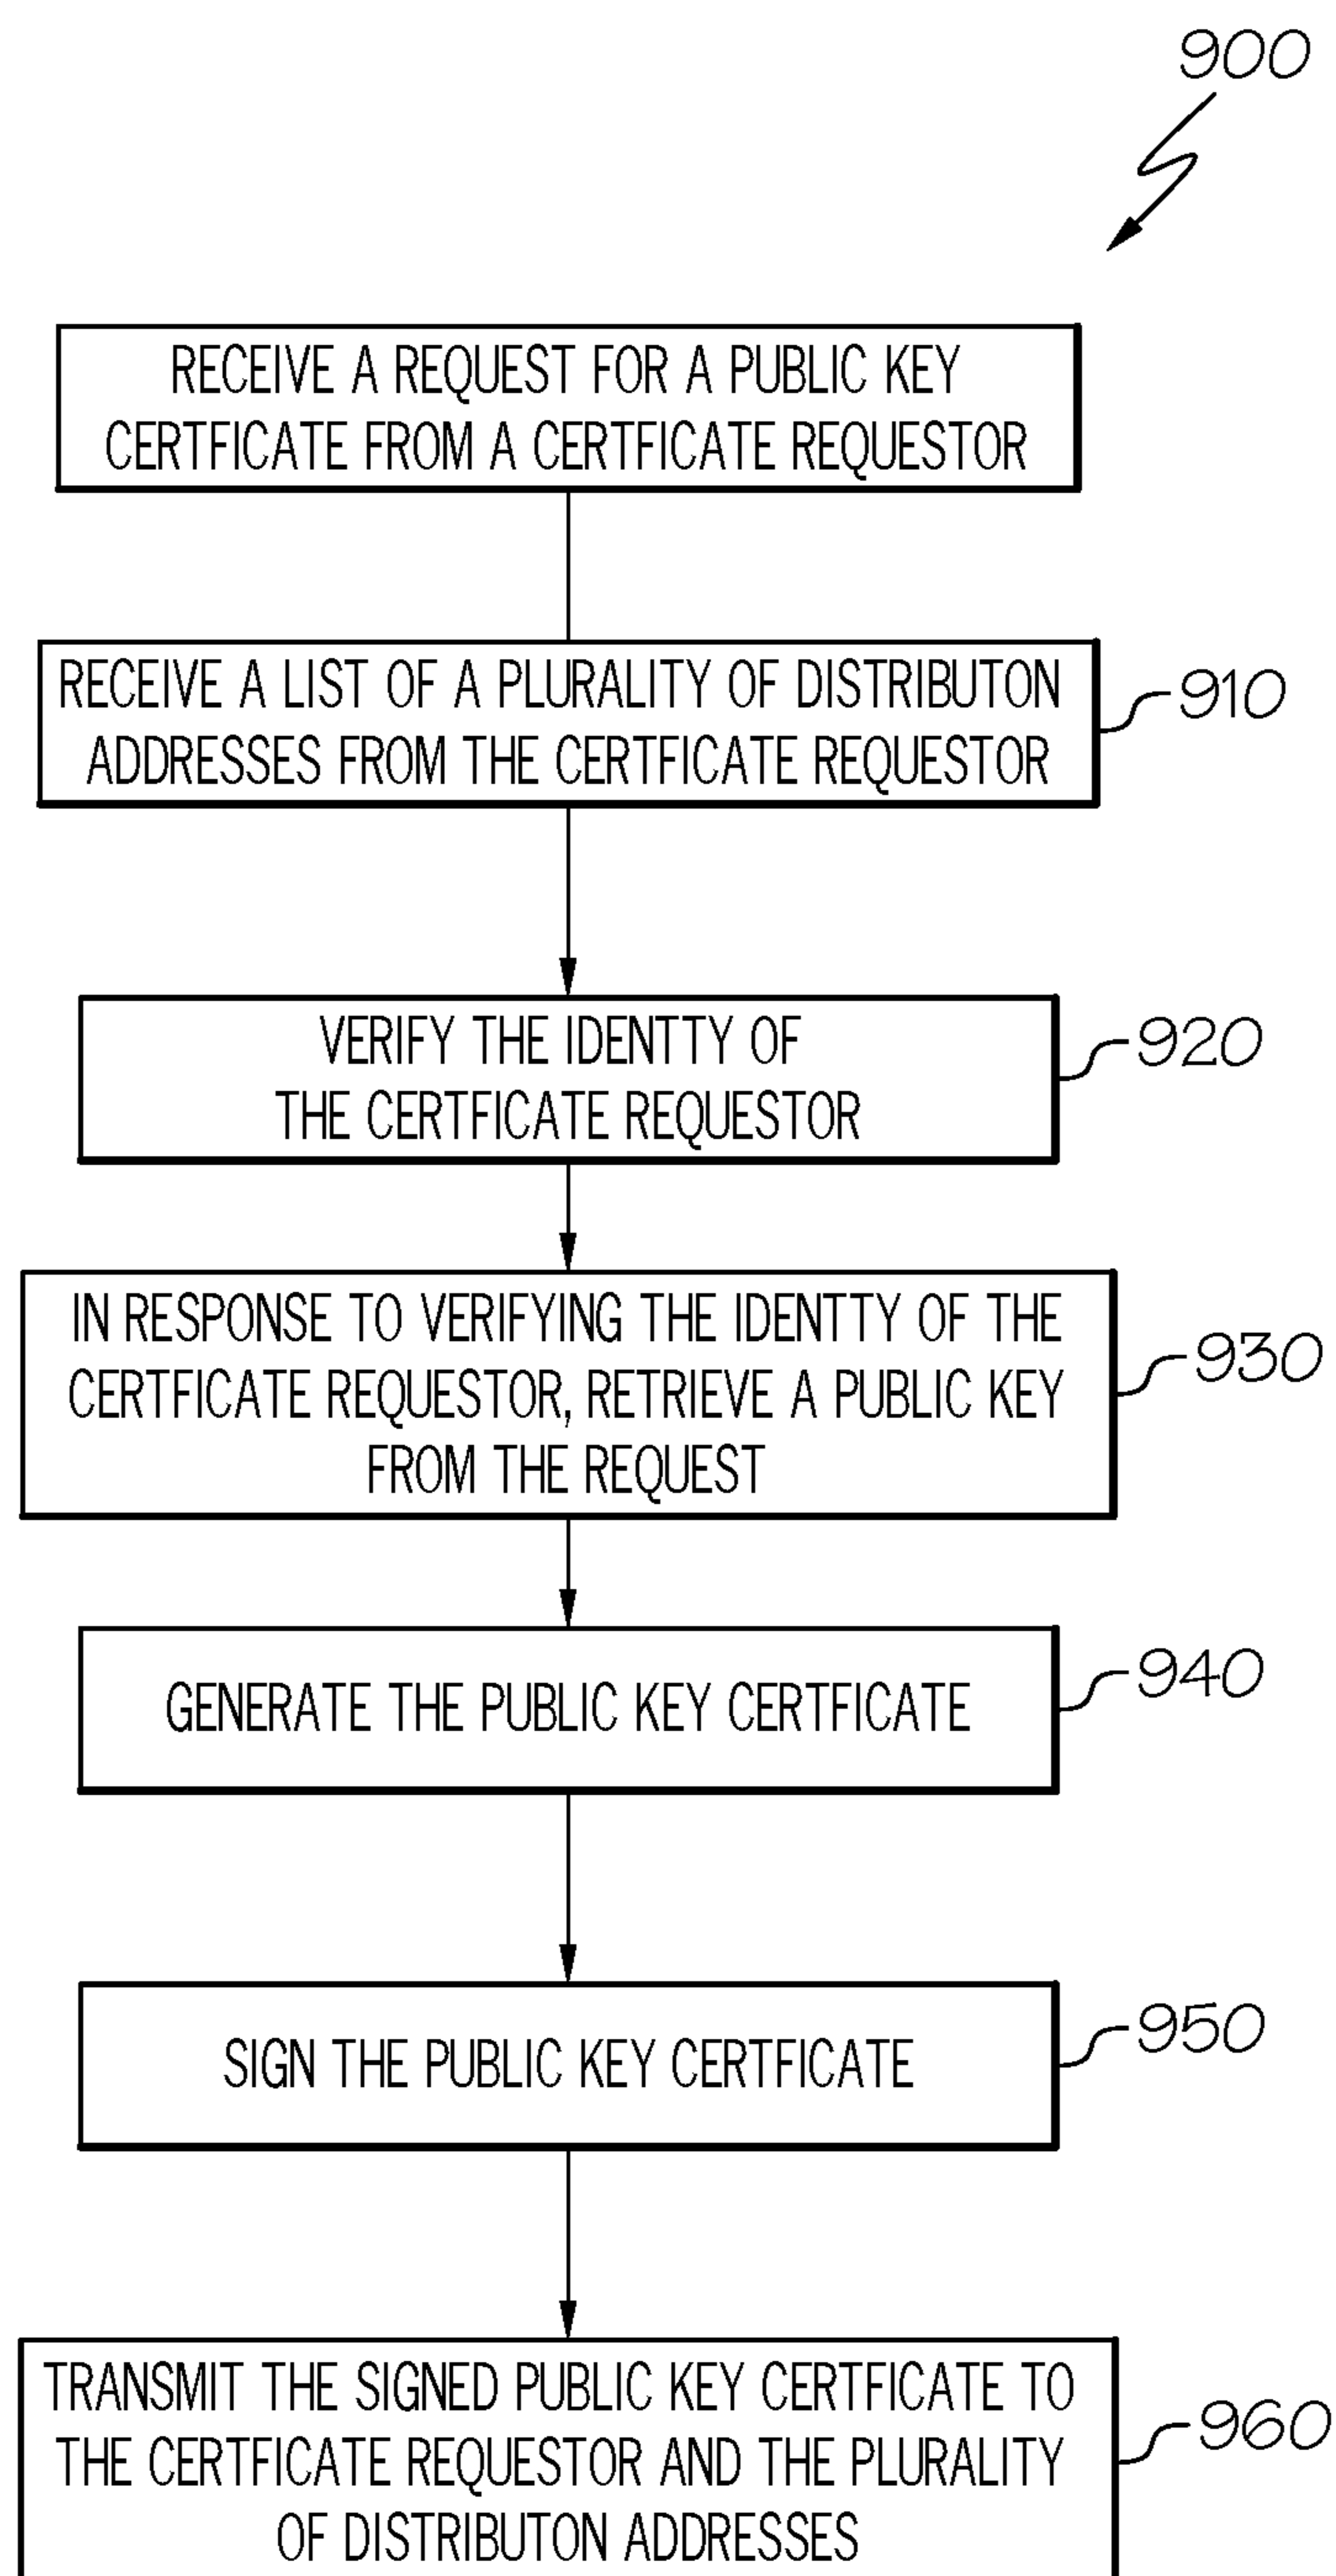 900
RECEIVE A REQUEST FOR A PUBLIC KEY
CERTFICATE FROM A CERTFICATE REQUESTOR
RECEIVE A LIST OF A PLURALITY OF DISTRIBUTON
ADDRESSES FROM THE CERTFICATE REQUESTOR
910
VERIFY THE IDENTTY OF
THE CERTFICATE REQUESTOR
920
IN RESPONSE TO VERIFYING THE IDENTTY OF THE
CERTFICATE REQUESTOR, RETRIEVE A PUBLIC KEY
FROM THE REQUEST
930
GENERATE THE PUBLIC KEY CERTFICATE
940
SIGN THE PUBLIC KEY CERTFICATE
950
TRANSMIT THE SIGNED PUBLIC KEY CERTFICATE TO
THE CERTFICATE REQUESTOR AND THE PLURALITY
OF DISTRIBUTON ADDRESSES
960